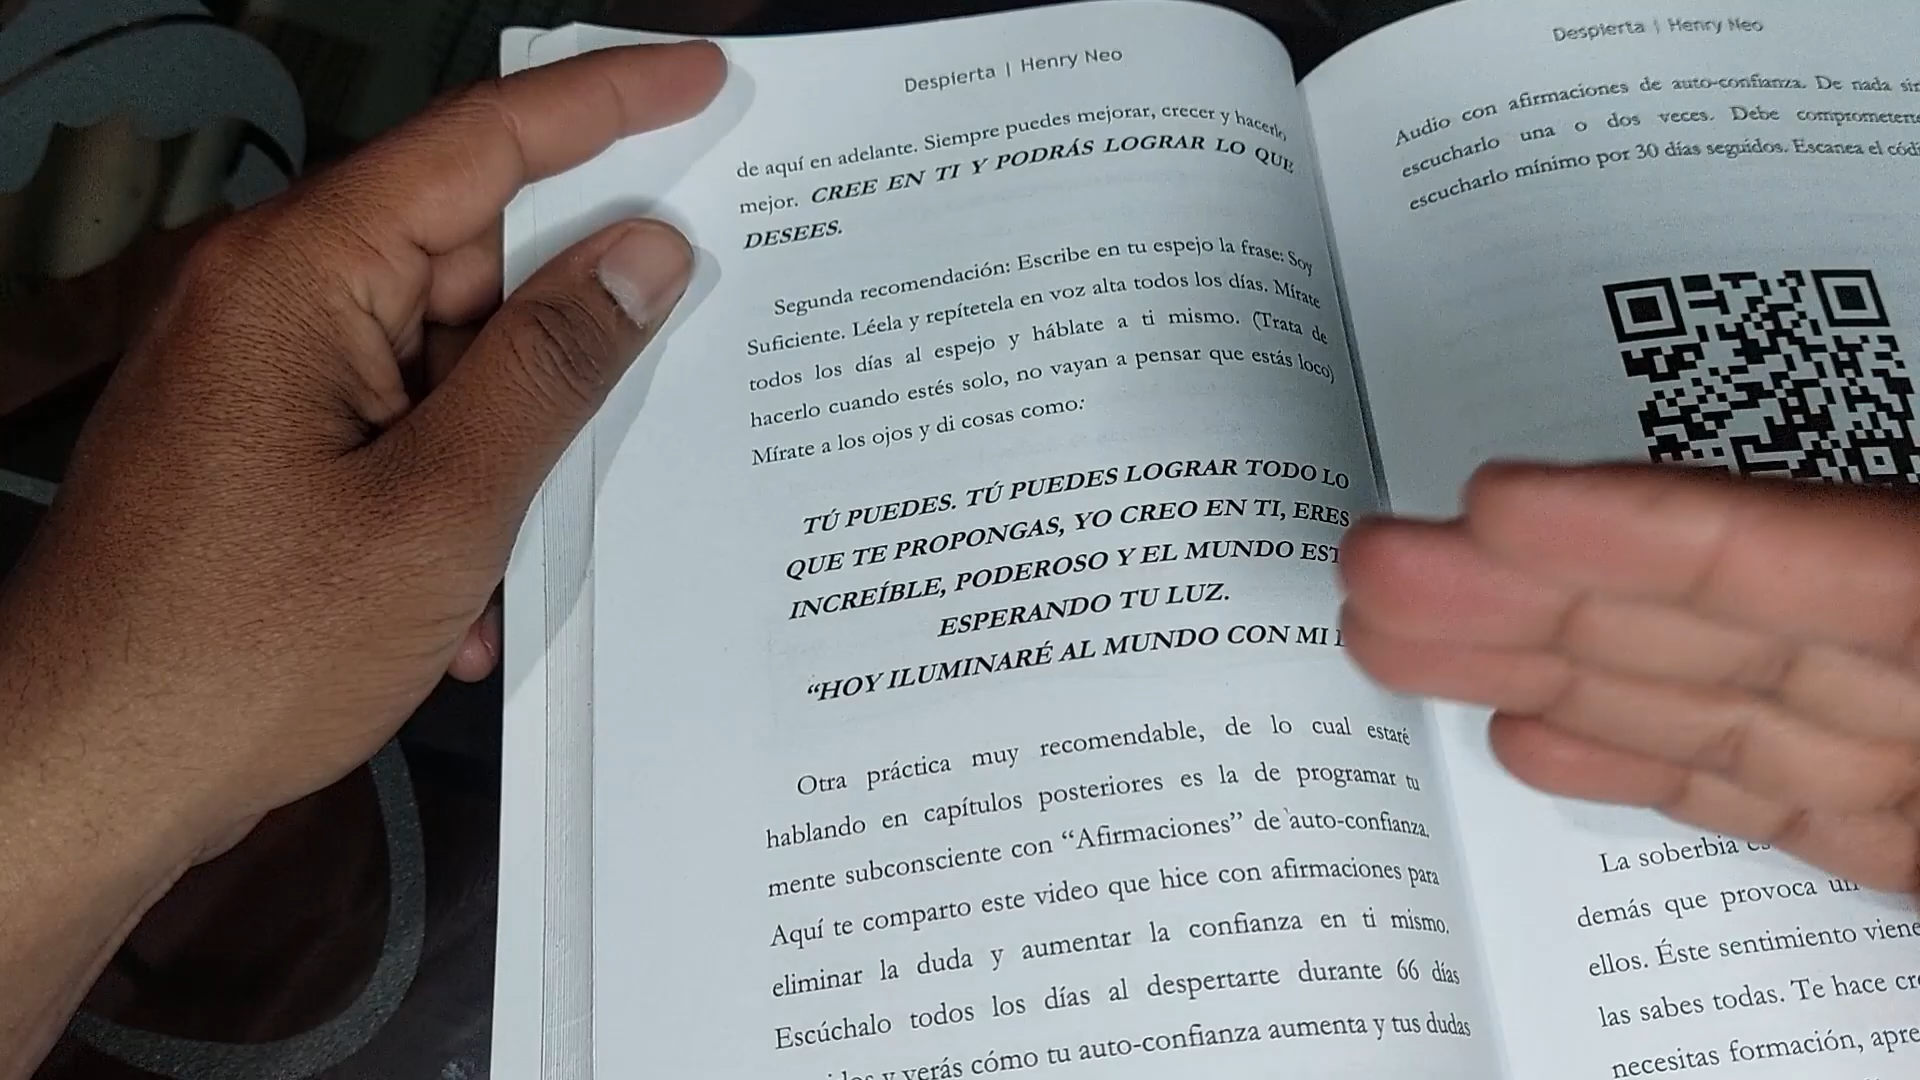 Despierta | Henry Neo
de aquí en adelante. Siempre puedes mejorar, crecer y hacerlo
mejor. CREE EN TI Y PODRÁS LOGRAR LO QUE
DESEES.
Segunda recomendación: Escribe en tu espejo la frase: Soy
Suficiente. Léela y repítetela en voz alta todos los días. Mírate
todos los días al espejo y háblate a ti mismo. (Trata de
hacerlo cuando estés solo, no vayan a pensar que estás loco)
Mírate a los ojos y di cosas como:
TÚ PUEDES. TÚ PUEDES LOGRAR TODO LO
QUE TE PROPONGAS, YO CREO EN TI, ERES
INCREÍBLE, PODEROSO Y EL MUNDO
ESPERANDO TU LUZ.
“HOY ILUMINARÉ AL MUNDO CON MI
Otra práctica muy recomendable, de lo cual estaré
hablando en capítulos posteriores es la de programar tu
mente subconsciente con “Afirmaciones” de auto-confianza.
Aquí te comparto este video que hice con afirmaciones para
eliminar la duda y aumentar la confianza en ti mismo.
Escúchalo todos los días al despertarte durante 66 días
y verás cómo tu auto-confianza aumenta y tus dudas
Despierta | Henry Neo
Audio con afirmaciones de auto-confianza. De nada
escucharlo una o dos veces. Debe
escucharlo mínimo por 30 días seguidos. Escanea el
La soberbia
demás que provoca
ellos. Éste sentimiento
las sabes todas. Te hace
necesitas formación,